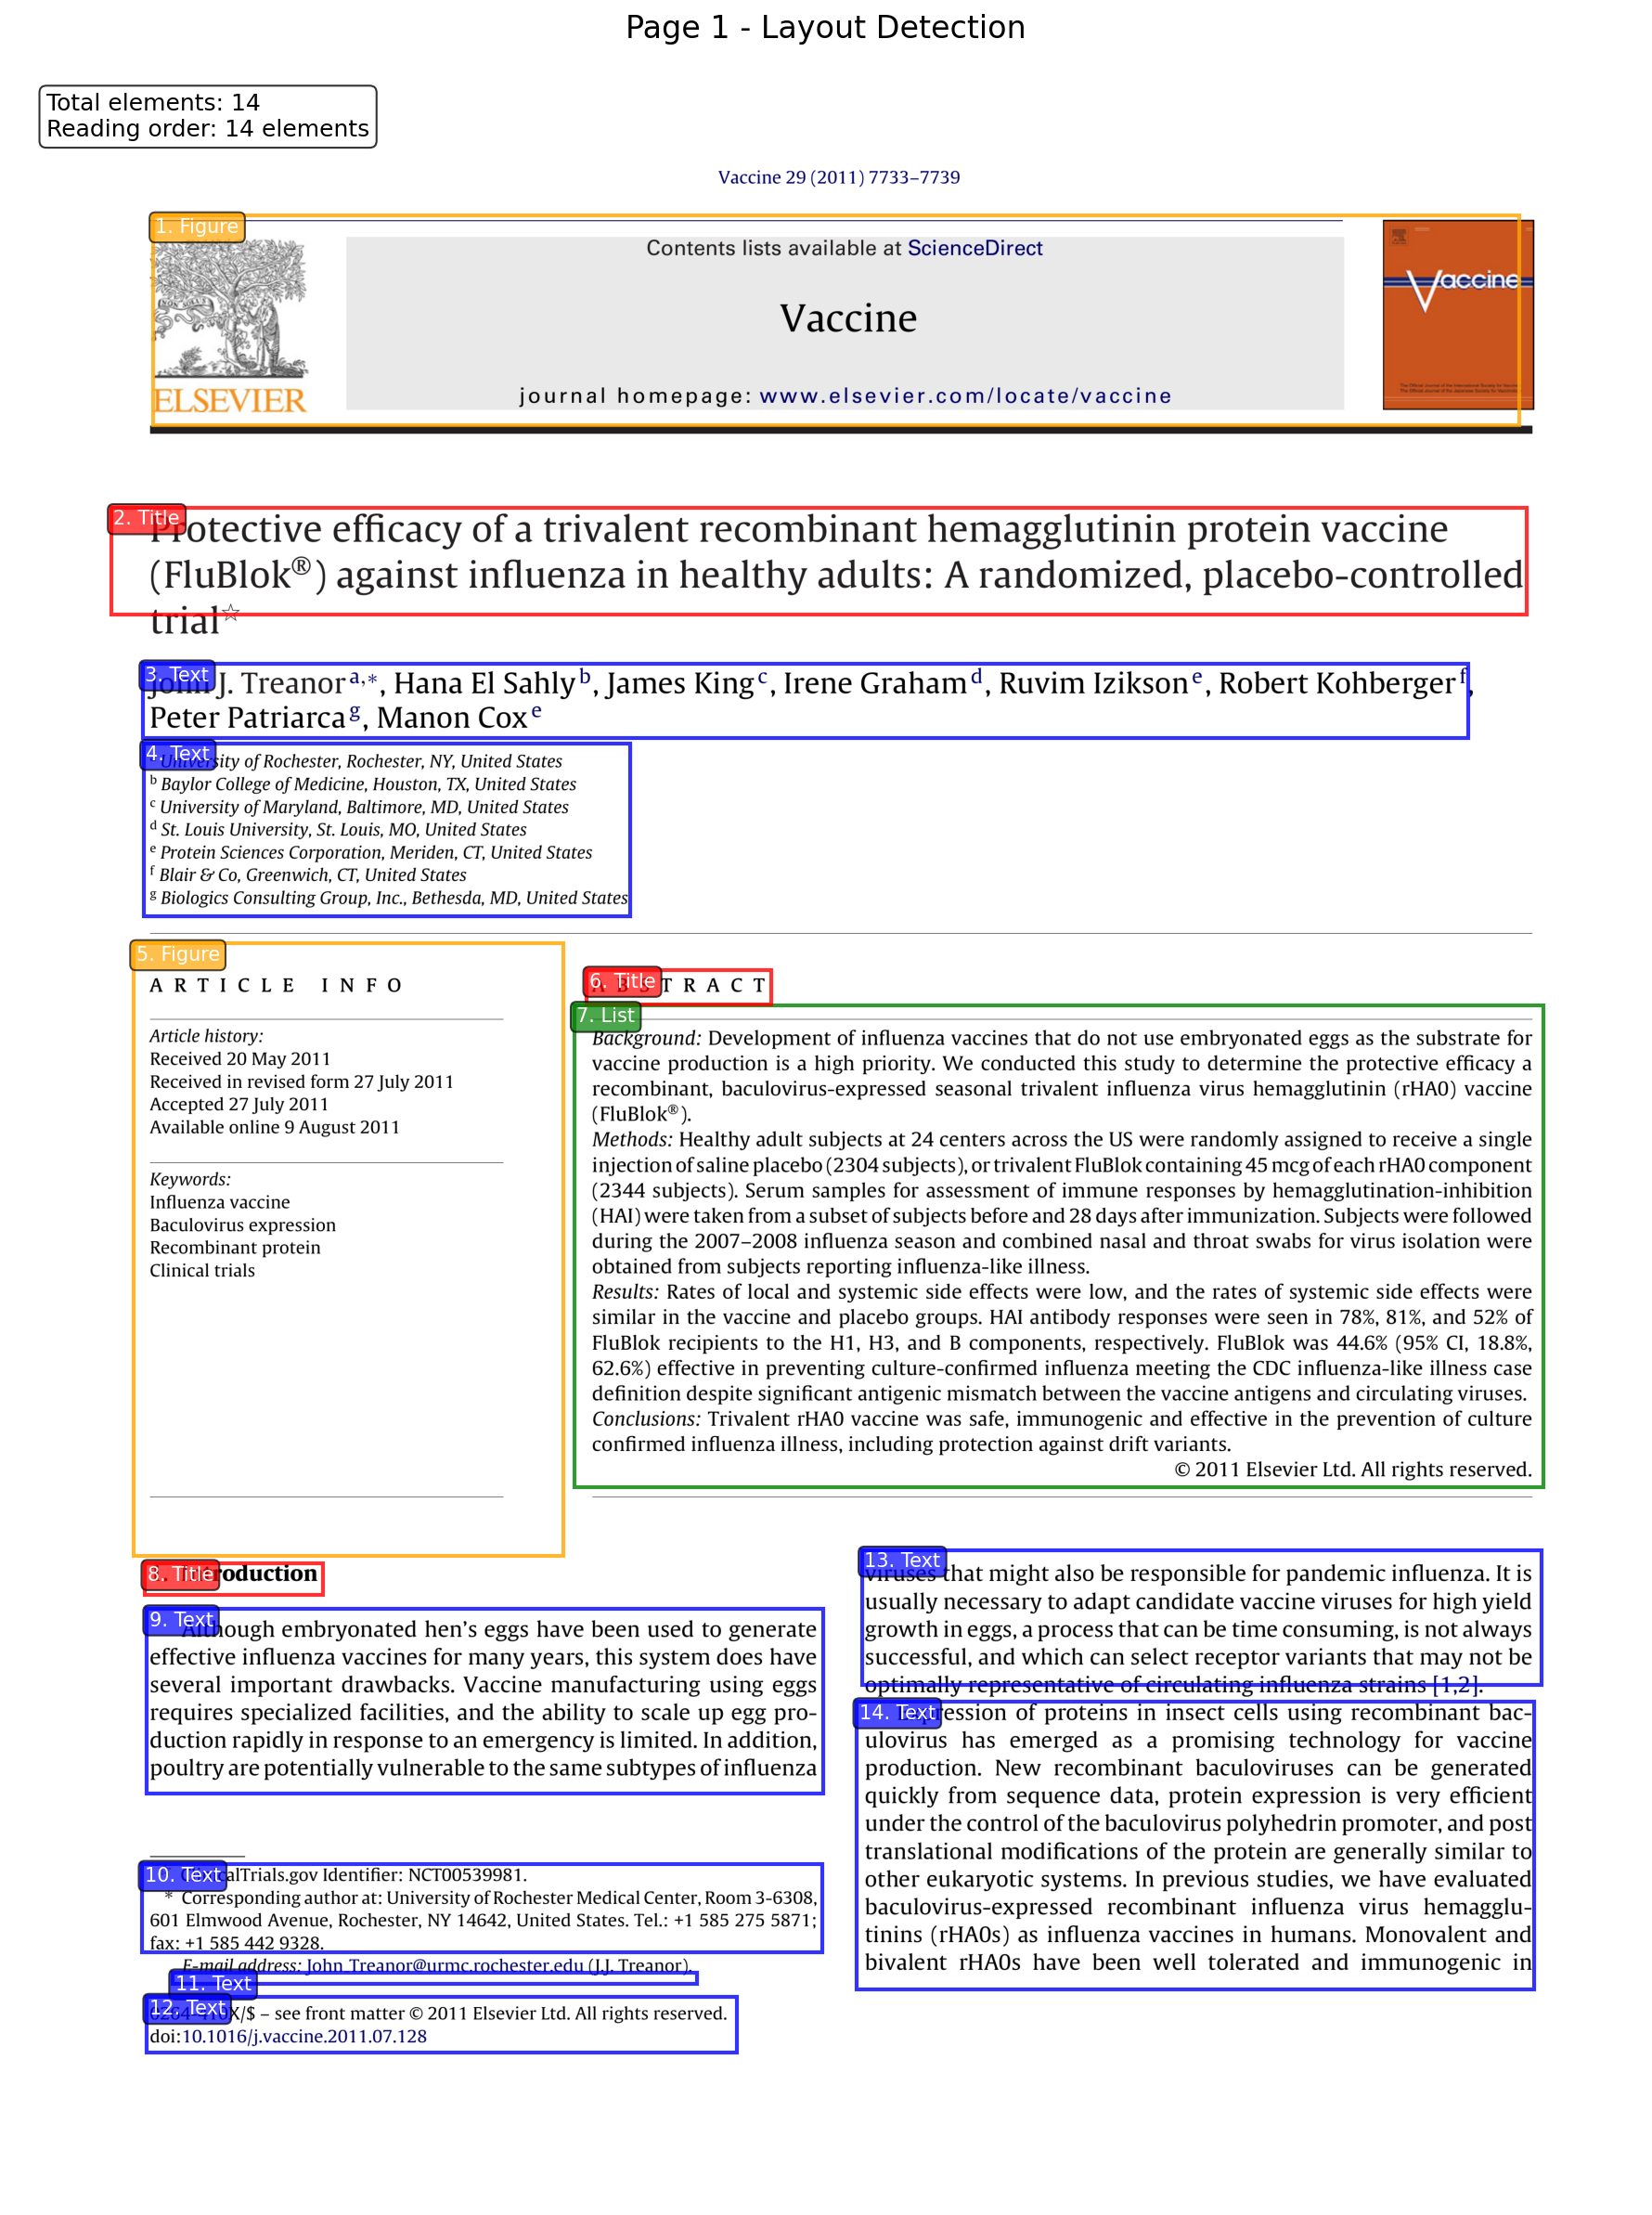 Page 1 - Layout Detection
Total elements: 14
Reading order: 14 elements
Vaccine 29 (2011) 7733–7739
1. Figure
Contents lists available at ScienceDirect
Vaccine
journal homepage: www.elsevier.com/locate/vaccine
ELSEVIER
Vaccine
2. Title
Protective efficacy of a trivalent recombinant hemagglutinin protein vaccine
(FluBlok®) against influenza in healthy adults: A randomized, placebo-controlled
trial☆
3. Text
John J. Treanor a,∗, Hana El Sahly b, James King c, Irene Graham d, Ruvim Izikson e, Robert Kohberger f,
Peter Patriarca g, Manon Cox e
4. Text
University of Rochester, Rochester, NY, United States
b Baylor College of Medicine, Houston, TX, United States
c University of Maryland, Baltimore, MD, United States
d St. Louis University, St. Louis, MO, United States
e Protein Sciences Corporation, Meriden, CT, United States
f Blair & Co, Greenwich, CT, United States
g Biologics Consulting Group, Inc., Bethesda, MD, United States
5. Figure
ARTICLE INFO
Article history:
Received 20 May 2011
Received in revised form 27 July 2011
Accepted 27 July 2011
Available online 9 August 2011
Keywords:
Influenza vaccine
Baculovirus expression
Recombinant protein
Clinical trials
6. Title
ABSTRACT
7. List
Background: Development of influenza vaccines that do not use embryonated eggs as the substrate for
vaccine production is a high priority. We conducted this study to determine the protective efficacy a
recombinant, baculovirus-expressed seasonal trivalent influenza virus hemagglutinin (rHA0) vaccine
(FluBlok®).
Methods: Healthy adult subjects at 24 centers across the US were randomly assigned to receive a single
injection of saline placebo (2304 subjects), or trivalent FluBlok containing 45 mcg of each rHA0 component
(2344 subjects). Serum samples for assessment of immune responses by hemagglutination-inhibition
(HAI) were taken from a subset of subjects before and 28 days after immunization. Subjects were followed
during the 2007–2008 influenza season and combined nasal and throat swabs for virus isolation were
obtained from subjects reporting influenza-like illness.
Results: Rates of local and systemic side effects were low, and the rates of systemic side effects were
similar in the vaccine and placebo groups. HAI antibody responses were seen in 78%, 81%, and 52% of
FluBlok recipients to the H1, H3, and B components, respectively. FluBlok was 44.6% (95% CI, 18.8%,
62.6%) effective in preventing culture-confirmed influenza meeting the CDC influenza-like illness case
definition despite significant antigenic mismatch between the vaccine antigens and circulating viruses.
Conclusions: Trivalent rHA0 vaccine was safe, immunogenic and effective in the prevention of culture
confirmed influenza illness, including protection against drift variants.
© 2011 Elsevier Ltd. All rights reserved.
8. Title
Introduction
9. Text
Although embryonated hen's eggs have been used to generate
effective influenza vaccines for many years, this system does have
several important drawbacks. Vaccine manufacturing using eggs
requires specialized facilities, and the ability to scale up egg pro-
duction rapidly in response to an emergency is limited. In addition,
poultry are potentially vulnerable to the same subtypes of influenza
10. Text
ClinicalTrials.gov Identifier: NCT00539981.
∗ Corresponding author at: University of Rochester Medical Center, Room 3-6308,
601 Elmwood Avenue, Rochester, NY 14642, United States. Tel.: +1 585 275 5871;
fax: +1 585 442 9328.
E-mail address: John_Treanor@urmc.rochester.edu (J.J. Treanor).
11. Text
12. Text
0264-410X/$ – see front matter © 2011 Elsevier Ltd. All rights reserved.
doi:10.1016/j.vaccine.2011.07.128
13. Text
viruses that might also be responsible for pandemic influenza. It is
usually necessary to adapt candidate vaccine viruses for high yield
growth in eggs, a process that can be time consuming, is not always
successful, and which can select receptor variants that may not be
optimally representative of circulating influenza strains [1,2].
14. Text
Expression of proteins in insect cells using recombinant bac-
ulovirus has emerged as a promising technology for vaccine
production. New recombinant baculoviruses can be generated
quickly from sequence data, protein expression is very efficient
under the control of the baculovirus polyhedrin promoter, and post
translational modifications of the protein are generally similar to
other eukaryotic systems. In previous studies, we have evaluated
baculovirus-expressed recombinant influenza virus hemagglu-
tinins (rHA0s) as influenza vaccines in humans. Monovalent and
bivalent rHA0s have been well tolerated and immunogenic in